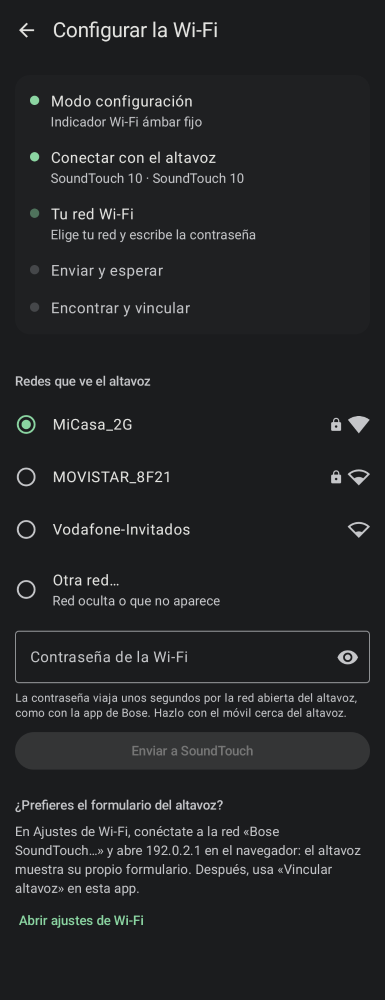 Configurar la Wi-Fi
Modo configuración
Indicador Wi-Fi ámbar fijo
Conectar con el altavoz
SoundTouch 10 · SoundTouch 10
Tu red Wi-Fi
Elige tu red y escribe la contraseña
Enviar y esperar
Encontrar y vincular
Redes que ve el altavoz
MiCasa_2G
MOVISTAR_8F21
Vodafone-Invitados
Otra red…
Red oculta o que no aparece
Contraseña de la Wi-Fi
La contraseña viaja unos segundos por la red abierta del altavoz,
como con la app de Bose. Hazlo con el móvil cerca del altavoz.
Enviar a SoundTouch
¿Prefieres el formulario del altavoz?
En Ajustes de Wi-Fi, conéctate a la red «Bose
SoundTouch…» y abre 192.0.2.1 en el navegador: el altavoz
muestra su propio formulario. Después, usa «Vincular
altavoz» en esta app.
Abrir ajustes de Wi-Fi